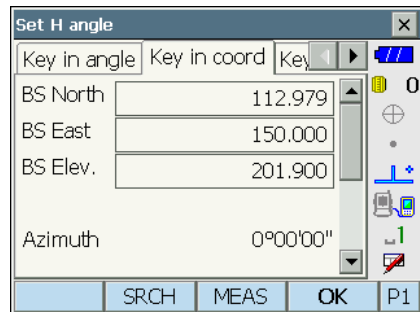 Set H angle
Key in angle Key in coord Key
BS North 112.979
BS East 150.000
BS Elev. 201.900
Azimuth 0°00'00"
0
1
SRCH MEAS OK P1